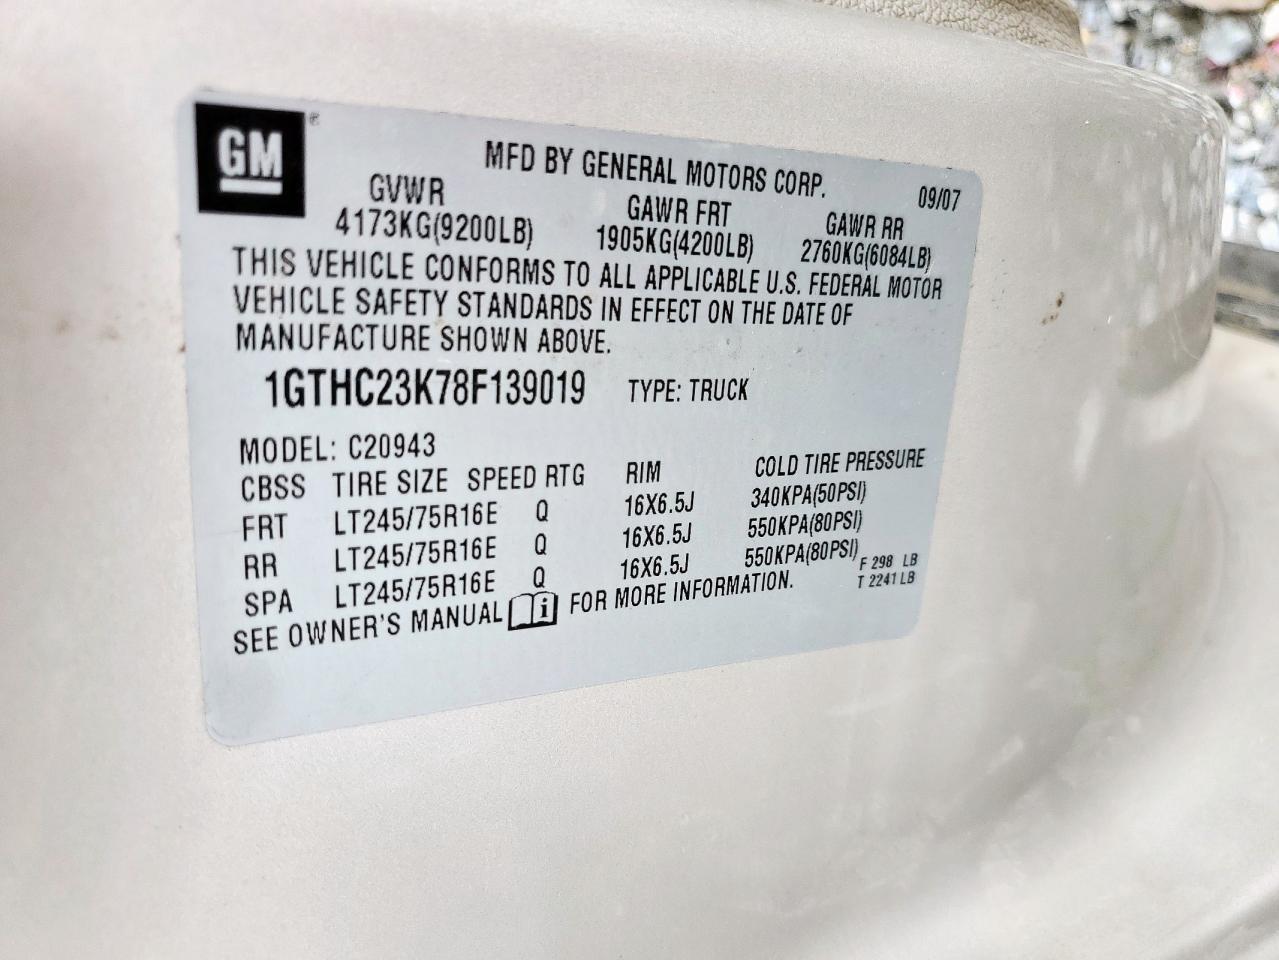 GM®
MFD BY GENERAL MOTORS CORP. 09/07
GVWR GAWR FRT GAWR RR
4173KG(9200LB) 1905KG(4200LB) 2760KG(6084LB)
THIS VEHICLE CONFORMS TO ALL APPLICABLE U.S. FEDERAL MOTOR
VEHICLE SAFETY STANDARDS IN EFFECT ON THE DATE OF
MANUFACTURE SHOWN ABOVE.
1GTHC23K78F139019 TYPE: TRUCK
MODEL: C20943
CBSS TIRE SIZE SPEED RTG RIM COLD TIRE PRESSURE
FRT LT245/75R16E Q 16X6.5J 340KPA(50PSI)
RR LT245/75R16E Q 16X6.5J 550KPA(80PSI)
SPA LT245/75R16E Q 16X6.5J 550KPA(80PSI) F 298 LB
SEE OWNER'S MANUAL i FOR MORE INFORMATION. T 2241 LB